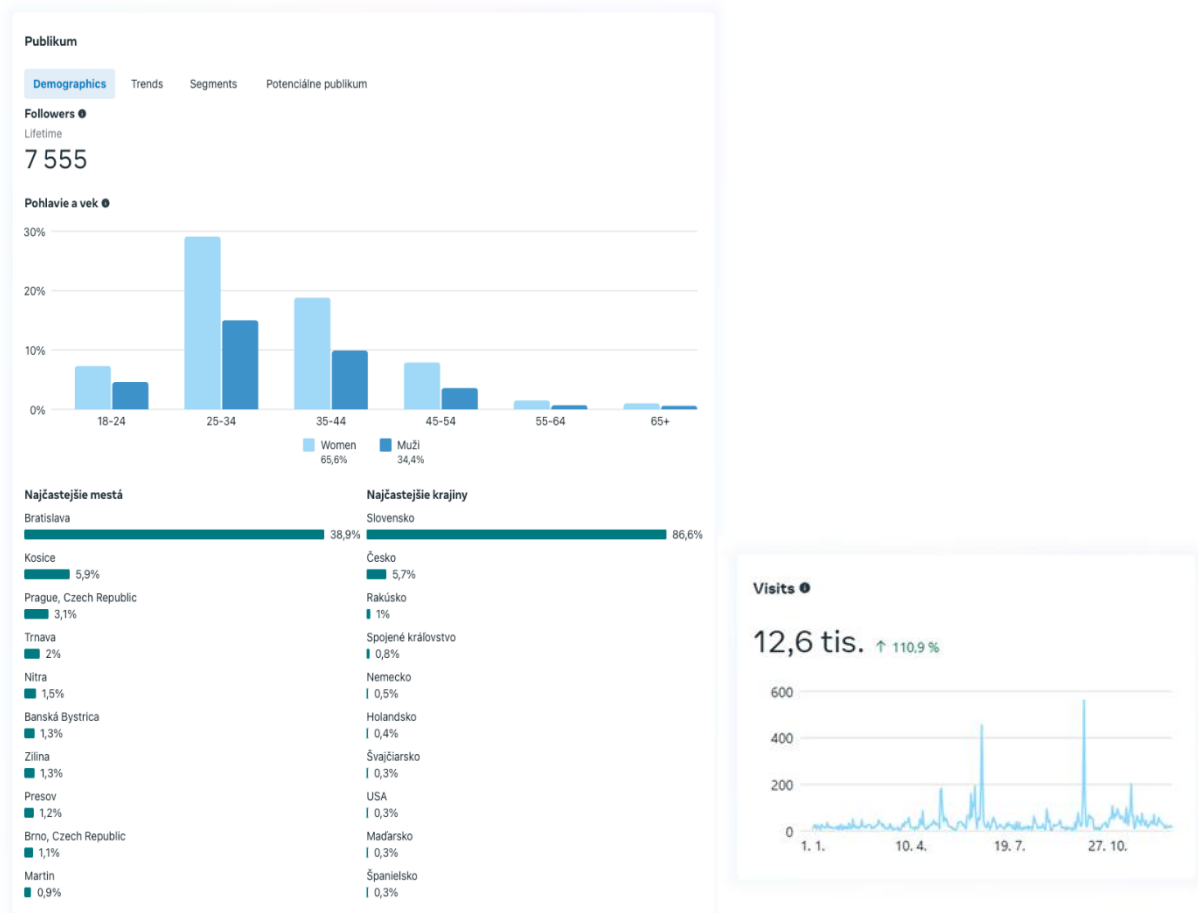 Publikum
Demographics Trends Segments Potenciálne publikum
Followers
Lifetime
7 555
Pohlavie a vek
30%
20%
10%
0%
18-24 25-34 35-44 45-54 55-64 65+
Women Muži
65,6% 34,4%
Najčastejšie mestá
Bratislava
38,9%
Kosice
5,9%
Prague, Czech Republic
3,1%
Trnava
2%
Nitra
1,5%
Banská Bystrica
1,3%
Zilina
1,3%
Presov
1,2%
Brno, Czech Republic
1,1%
Martin
0,9%
Najčastejšie krajiny
Slovensko
86,6%
Česko
5,7%
Rakúsko
1%
Spojené kráľovstvo
0,8%
Nemecko
0,5%
Holandsko
0,4%
Švajčiarsko
0,3%
USA
0,3%
Maďarsko
0,3%
Španielsko
0,3%
Visits
12,6 tis. ↑ 110,9 %
600
400
200
0
1. 1. 10. 4. 19. 7. 27. 10.